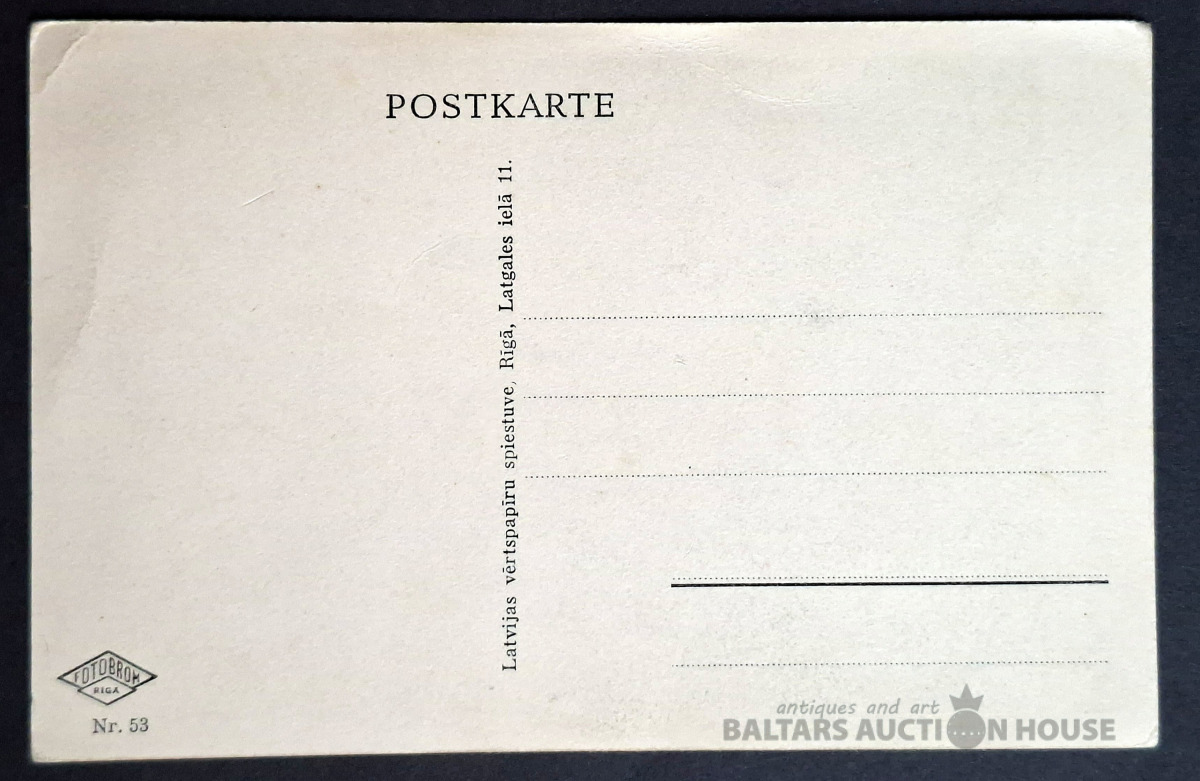 POSTKARTE
Latvijas vērtspapīru spiestuve, Rīgā, Latgales ielā 11.
FOTOBROM
RIGĀ
Nr. 53
antiques and art
BALTARS AUCTION HOUSE